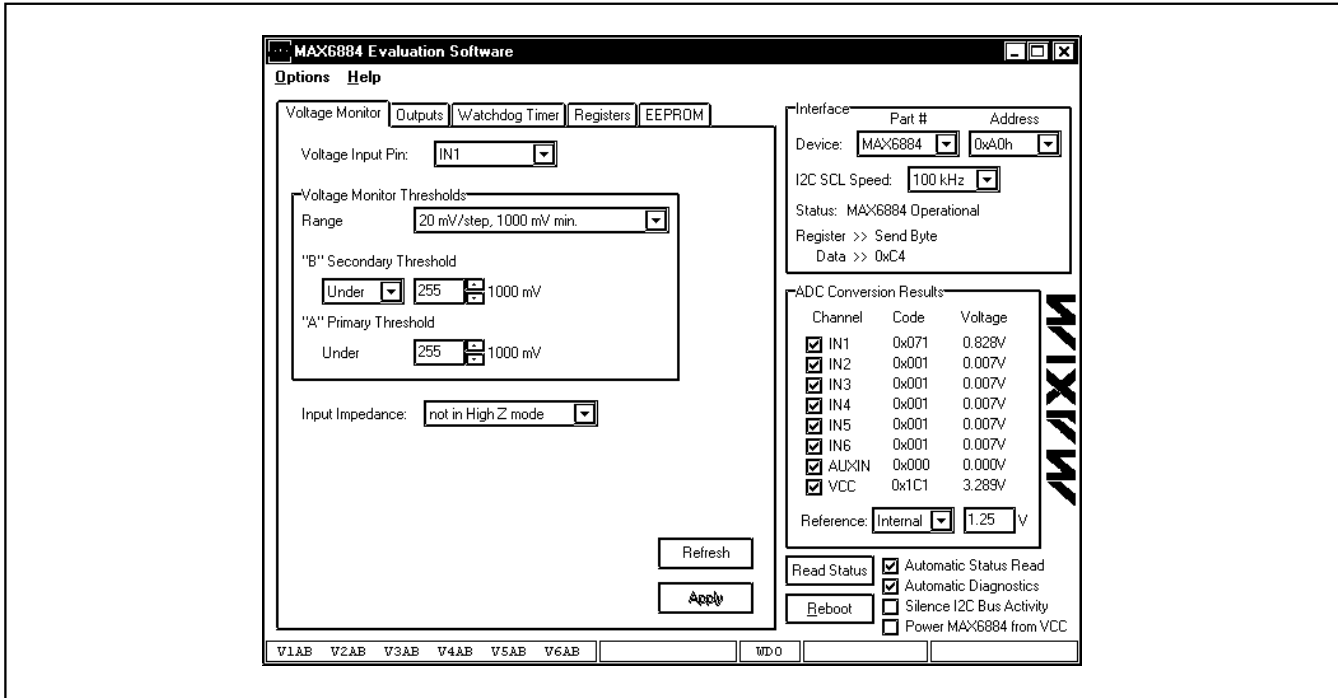 MAX6884 Evaluation Software
Options Help
Voltage Monitor Outputs Watchdog Timer Registers EEPROM
Voltage Input Pin: IN1
Voltage Monitor Thresholds
Range 20 mV/step, 1000 mV min.
"B" Secondary Threshold
Under 255 1000 mV
"A" Primary Threshold
Under 255 1000 mV
Input Impedance: not in High Z mode
Refresh
Apply
Interface
Part # Address
Device: MAX6884 0xA0h
I2C SCL Speed: 100 kHz
Status: MAX6884 Operational
Register >> Send Byte
Data >> 0xC4
ADC Conversion Results
Channel Code Voltage
IN1 0x071 0.828V
IN2 0x001 0.007V
IN3 0x001 0.007V
IN4 0x001 0.007V
IN5 0x001 0.007V
IN6 0x001 0.007V
AUXIN 0x000 0.000V
VCC 0x1C1 3.289V
Reference: Internal 1.25 V
MAXIM
Read Status
Reboot
Automatic Status Read
Automatic Diagnostics
Silence I2C Bus Activity
Power MAX6884 from VCC
V1AB V2AB V3AB V4AB V5AB V6AB WDO